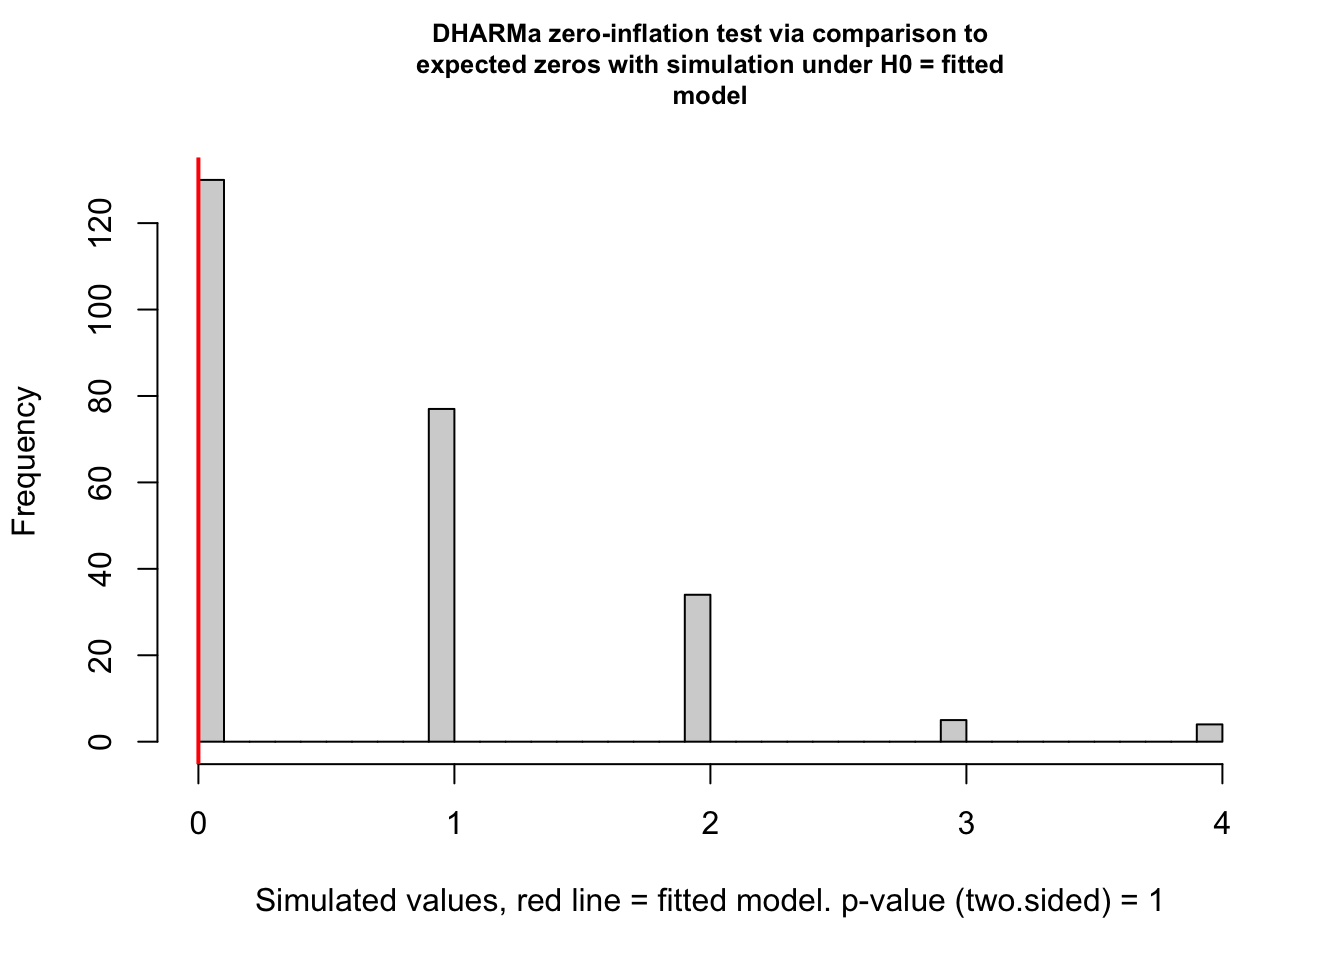 DHARMa zero-inflation test via comparison to
expected zeros with simulation under H0 = fitted
model
Frequency
120
100
80
60
40
20
0
0 1 2 3 4
Simulated values, red line = fitted model. p-value (two.sided) = 1